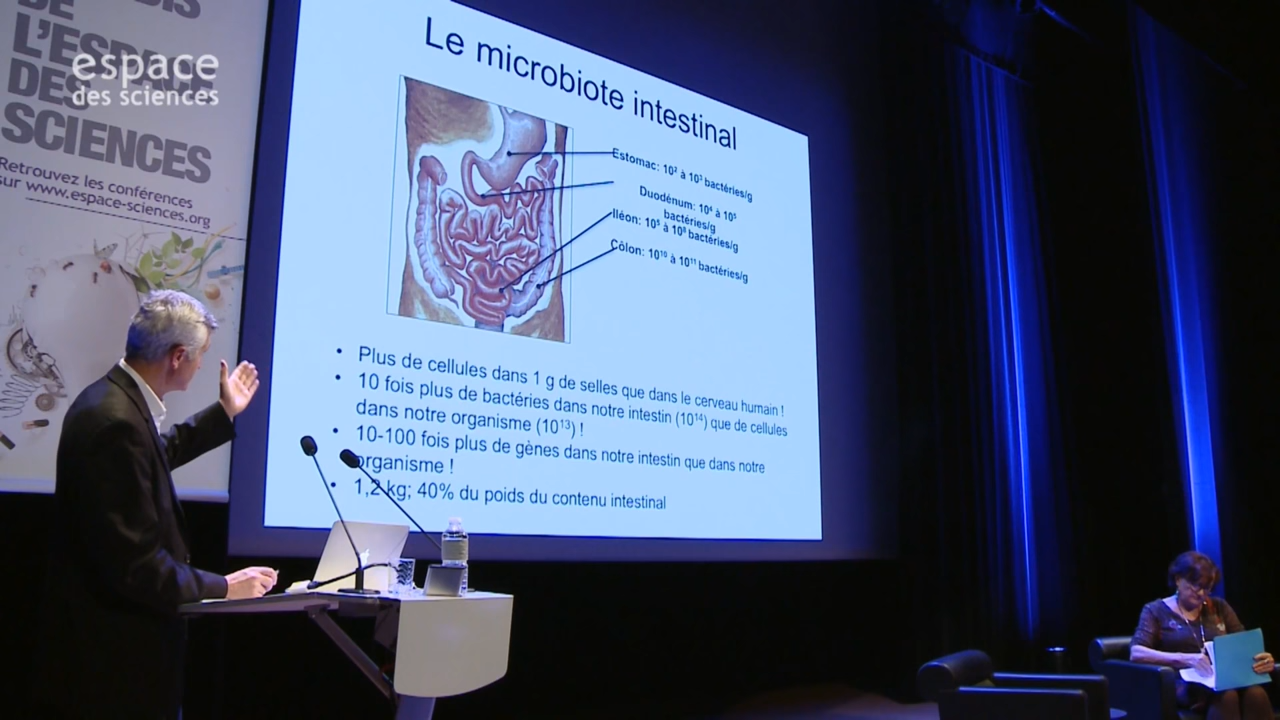 DE
L'ESPACE
DES
SCIENCES
Retrouvez les conférences
sur www.espace-sciences.org
espace
des sciences
Le microbiote intestinal
Estomac: 10² à 10³ bactéries/g
Duodénum: 10⁴ à 10⁵
bactéries/g
Iléon: 10⁵ à 10⁸ bactéries/g
Côlon: 10¹⁰ à 10¹¹ bactéries/g
• Plus de cellules dans 1 g de selles que dans le cerveau humain !
• 10 fois plus de bactéries dans notre intestin (10¹⁴) que de cellules
dans notre organisme (10¹³) !
• 10-100 fois plus de gènes dans notre intestin que dans notre
organisme !
• 1,2 kg; 40% du poids du contenu intestinal